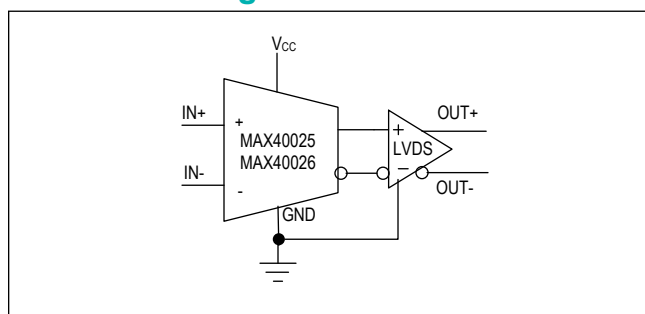 g
VCC
IN+
+
MAX40025
MAX40026
IN-
-
GND
+
LVDS
−
OUT+
OUT-